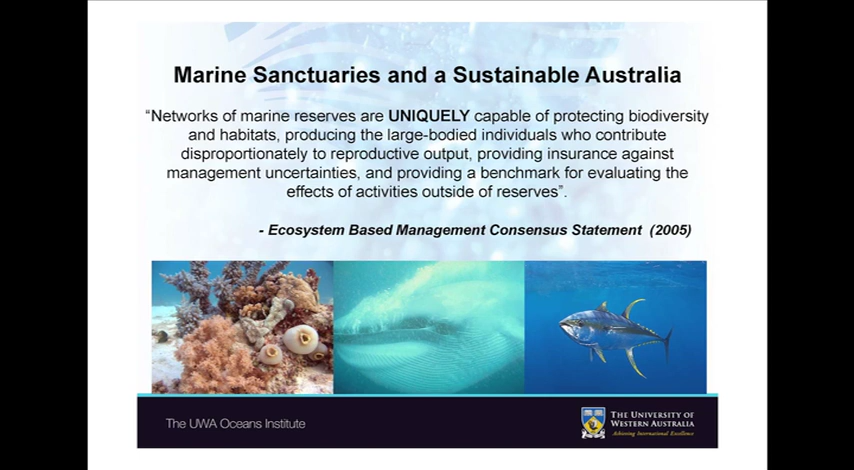 Marine Sanctuaries and a Sustainable Australia
“Networks of marine reserves are UNIQUELY capable of protecting biodiversity
and habitats, producing the large-bodied individuals who contribute
disproportionately to reproductive output, providing insurance against
management uncertainties, and providing a benchmark for evaluating the
effects of activities outside of reserves”.
- Ecosystem Based Management Consensus Statement (2005)
The UWA Oceans Institute
THE UNIVERSITY OF
WESTERN AUSTRALIA
Achieving International Excellence